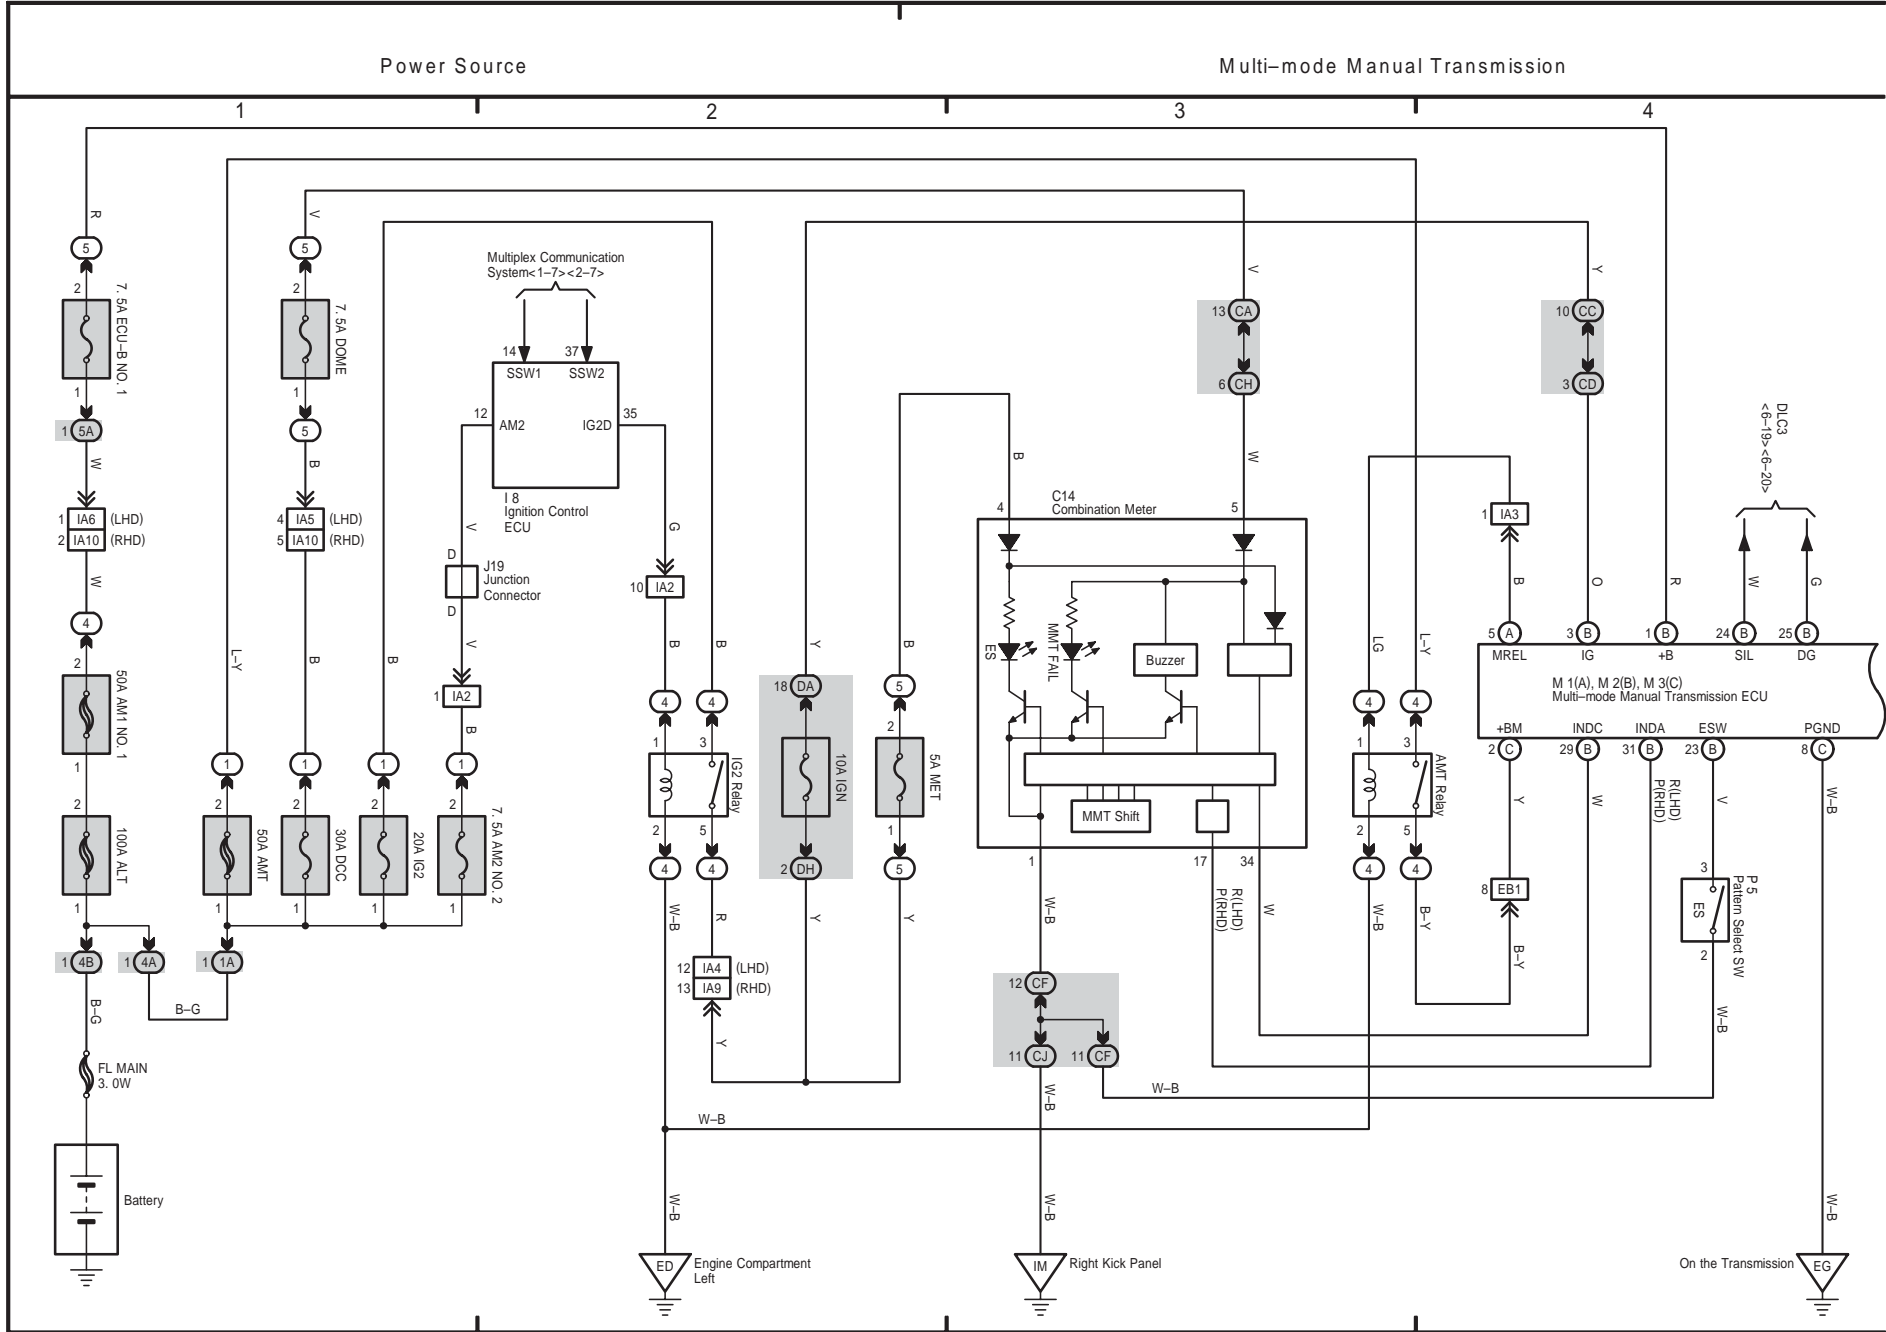 Power Source
Multi–mode Manual Transmission
1
2
3
4
R
5
2
7. 5A ECU–B NO. 1
1
1 5A
W
1 IA6 (LHD)
2 IA10 (RHD)
W
4
2
50A AM1 NO. 1
1
2
100A ALT
1
1 4B
1 4A
1 1A
B–G
B–G
FL MAIN
3. 0W
Battery
L–Y
1
2
50A AMT
1
V
5
2
7. 5A DOME
1
5
B
4 IA5 (LHD)
5 IA10 (RHD)
B
1
2
30A DCC
1
B
1
2
20A IG2
1
Multiplex Communication
System<1–7><2–7>
14
37
SSW1
SSW2
12
AM2
IG2D
35
I 8
Ignition Control
ECU
V
D
J19
Junction
Connector
D
V
1 IA2
B
1
2
7. 5A AM2 NO. 2
1
G
10 IA2
B
B
4
4
1
3
IG2 Relay
2
5
4
4
W–B
R
12 IA4 (LHD)
13 IA9 (RHD)
Y
W–B
W–B
ED
Engine Compartment
Left
Y
18 DA
10A IGN
2 DH
Y
B
5
2
5A MET
1
5
Y
B
V
13 CA
6 CH
W
C14
Combination Meter
4
5
ES
MMT FAIL
Buzzer
MMT Shift
1
17
34
W–B
R(LHD)
P(RHD)
W
12 CF
11 CJ
11 CF
W–B
W–B
W–B
IM
Right Kick Panel
LG
L–Y
4
4
1
3
AMT Relay
2
5
4
4
W–B
B–Y
Y
10 CC
3 CD
DLC3
<6–19><6–20>
1 IA3
B
O
R
W
G
5 A
3 B
1 B
24 B
25 B
MREL
IG
+B
SIL
DG
M 1(A), M 2(B), M 3(C)
Multi–mode Manual Transmission ECU
+BM
INDC
INDA
ESW
PGND
2 C
29 B
31 B
23 B
8 C
Y
W
R(LHD)
P(RHD)
V
W–B
8 EB1
B–Y
3
P 5
Pattern Select SW
ES
2
W–B
W–B
On the Transmission
EG